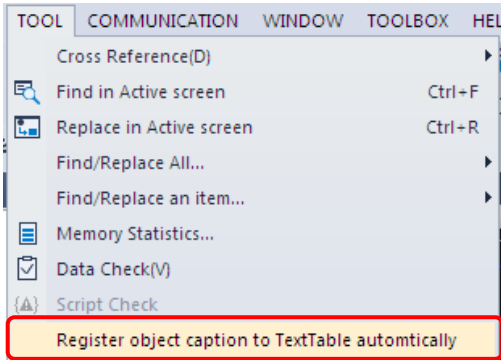 TOOL COMMUNICATION WINDOW TOOLBOX HEL
Cross Reference(D)
Find in Active screen Ctrl+F
Replace in Active screen Ctrl+R
Find/Replace All...
Find/Replace an item...
Memory Statistics...
Data Check(V)
Script Check
Register object caption to TextTable automtically